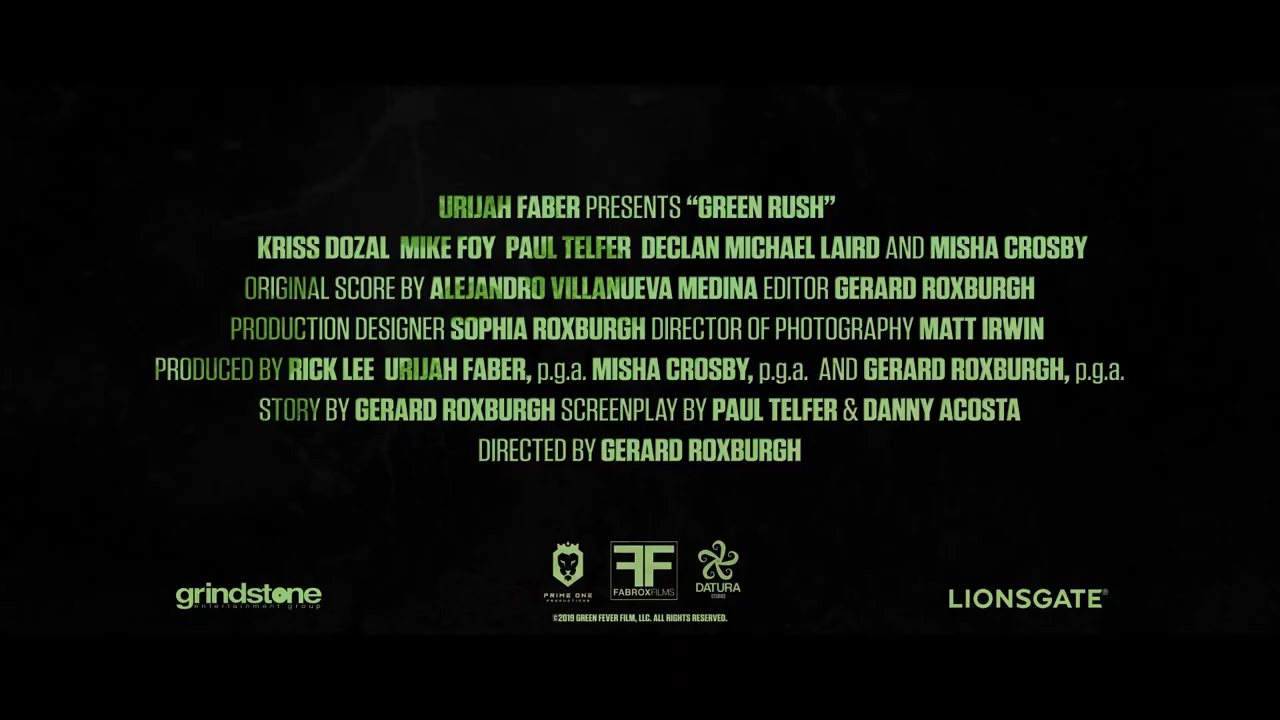 URIJAH FABER PRESENTS “GREEN RUSH”
KRISS DOZAL MIKE FOY PAUL TELFER DECLAN MICHAEL LAIRD AND MISHA CROSBY
ORIGINAL SCORE BY ALEJANDRO VILLANUEVA MEDINA EDITOR GERARD ROXBURGH
PRODUCTION DESIGNER SOPHIA ROXBURGH DIRECTOR OF PHOTOGRAPHY MATT IRWIN
PRODUCED BY RICK LEE URIJAH FABER, p.g.a. MISHA CROSBY, p.g.a. AND GERARD ROXBURGH, p.g.a.
STORY BY GERARD ROXBURGH SCREENPLAY BY PAUL TELFER & DANNY ACOSTA
DIRECTED BY GERARD ROXBURGH
grindstone
entertainment group
PRIME ONE
PRODUCTIONS
FF
FABROXFILMS
DATURA
STUDIOS
LIONSGATE®
©2019 GREEN FEVER FILM, LLC. ALL RIGHTS RESERVED.